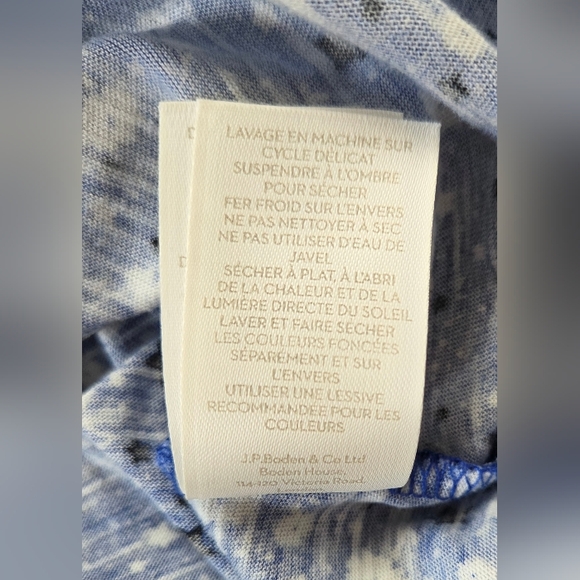 LAVAGE EN MACHINE SUR
CYCLE DÉLICAT
SUSPENDRE À L'OMBRE
POUR SÉCHER
FER FROID SUR L'ENVERS
NE PAS NETTOYER À SEC
NE PAS UTILISER D'EAU DE
JAVEL
SÉCHER À PLAT, À L'ABRI
DE LA CHALEUR ET DE LA
LUMIÈRE DIRECTE DU SOLEIL
LAVER ET FAIRE SÉCHER
LES COULEURS FONCÉES
SÉPARÉMENT ET SUR
L'ENVERS
UTILISER UNE LESSIVE
RECOMMANDÉE POUR LES
COULEURS
J.P.Boden & Co Ltd
Boden House,
114-120 Victoria Road,
London